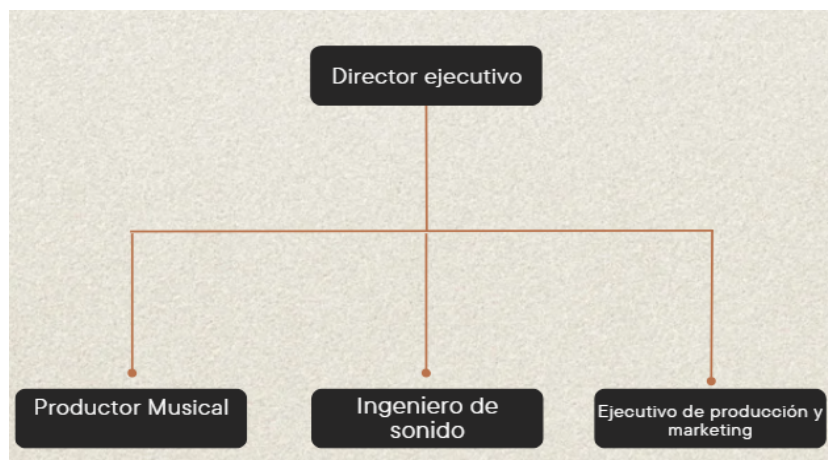 Director ejecutivo
Productor Musical
Ingeniero de
sonido
Ejecutivo de producción y
marketing